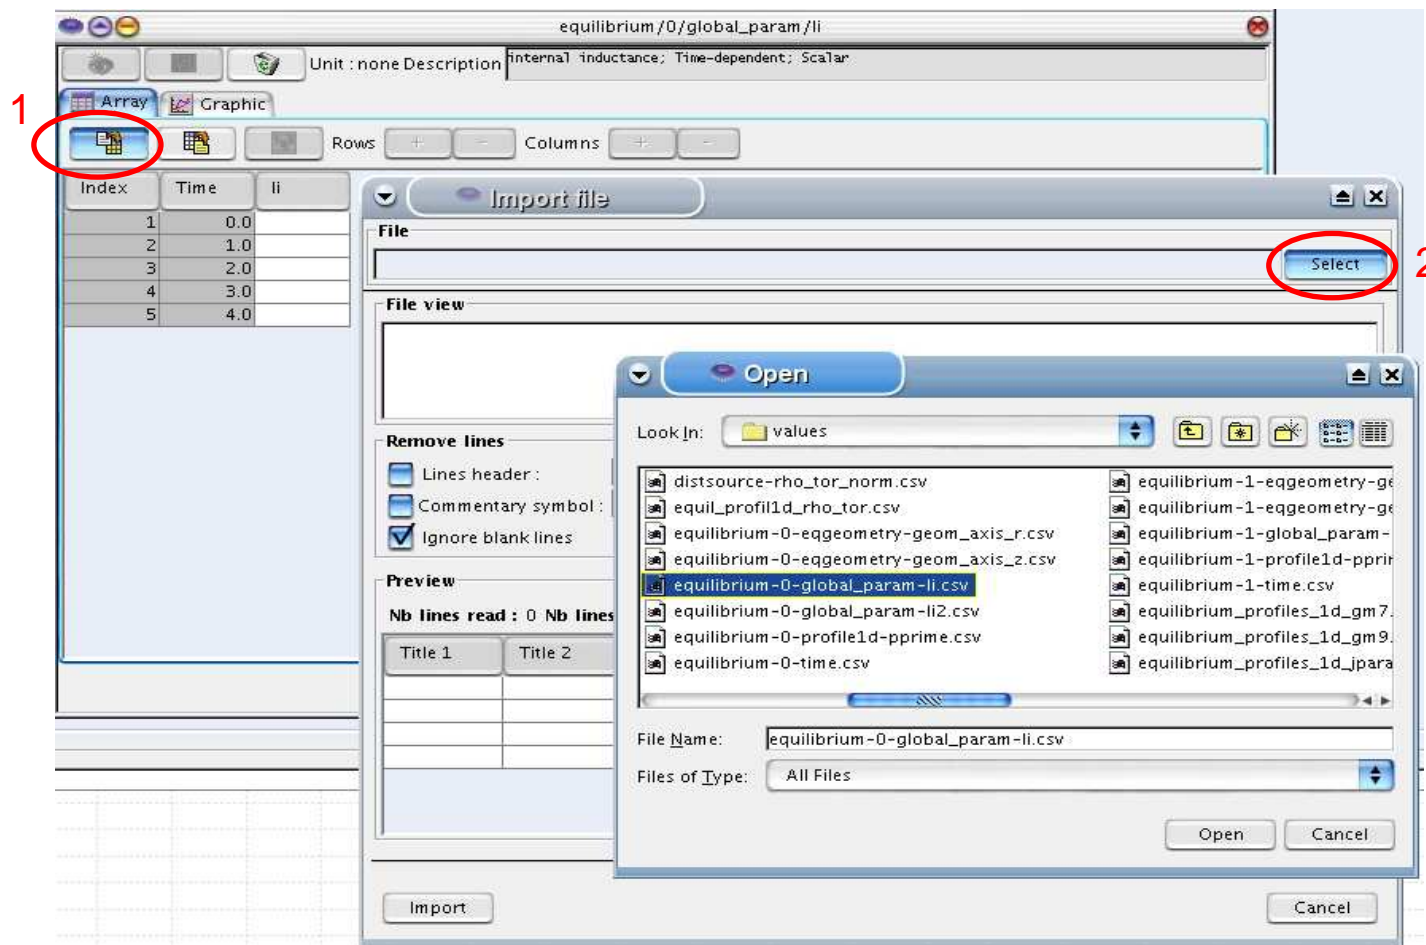 equilibrium/0/global_param/li
Unit : none Description internal inductance; Time-dependent; Scalar
1
Array Graphic
Rows + - Columns + -
Index Time li
1 0.0
2 1.0
3 2.0
4 3.0
5 4.0
Import file
File
Select
2
File view
Remove lines
Lines header :
Commentary symbol :
Ignore blank lines
Preview
Nb lines read : 0 Nb lines
Title 1 Title 2
Import
Cancel
Open
Look In: values
distsource-rho_tor_norm.csv
equil_profil1d_rho_tor.csv
equilibrium-0-eqgeometry-geom_axis_r.csv
equilibrium-0-eqgeometry-geom_axis_z.csv
equilibrium-0-global_param-li.csv
equilibrium-0-global_param-li2.csv
equilibrium-0-profile1d-pprime.csv
equilibrium-0-time.csv
equilibrium-1-eqgeometry-ge
equilibrium-1-eqgeometry-ge
equilibrium-1-global_param-
equilibrium-1-profile1d-pprir
equilibrium-1-time.csv
equilibrium_profiles_1d_gm7.
equilibrium_profiles_1d_gm9.
equilibrium_profiles_1d_jpara
File Name: equilibrium-0-global_param-li.csv
Files of Type: All Files
Open Cancel